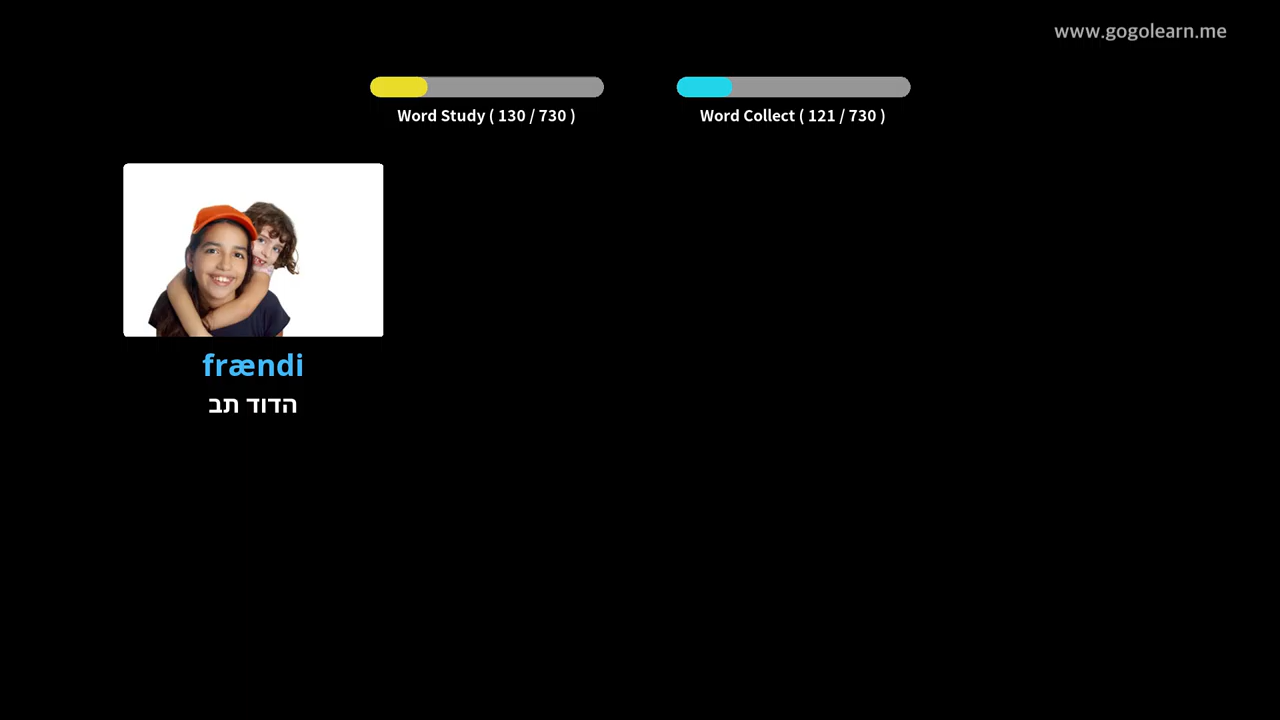 www.gogolearn.me
Word Study ( 130 / 730 )
Word Collect ( 121 / 730 )
frændi
הדוד תב